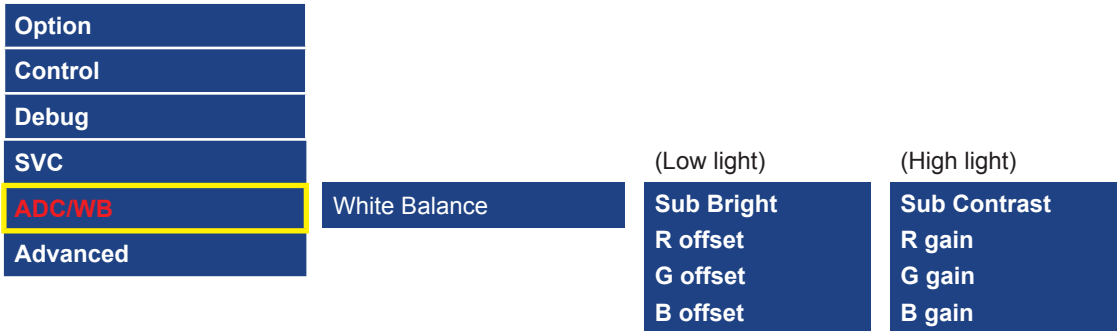 Option
Control
Debug
SVC
ADC/WB
Advanced
White Balance
(Low light)
Sub Bright
R offset
G offset
B offset
(High light)
Sub Contrast
R gain
G gain
B gain